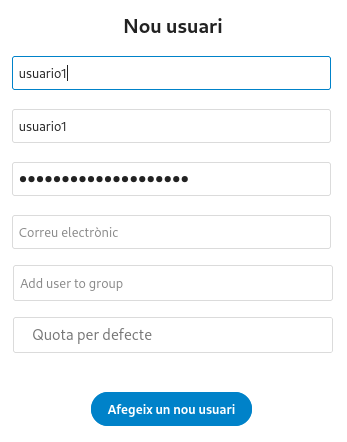 Nou usuari
usuario1
usuario1
●●●●●●●●●●●●●●●●●●●●
Correu electrònic
Add user to group
Quota per defecte
Afegeix un nou usuari